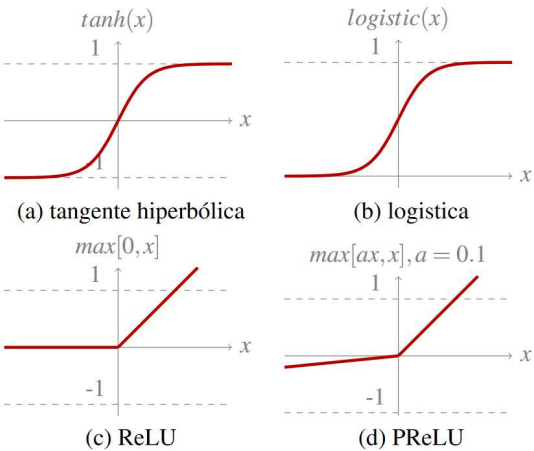 tanh(x)
1
x
-1
(a) tangente hiperbólica
logistic(x)
1
x
(b) logistica
max[0,x]
1
x
-1
(c) ReLU
max[ax,x],a = 0.1
1
x
-1
(d) PReLU